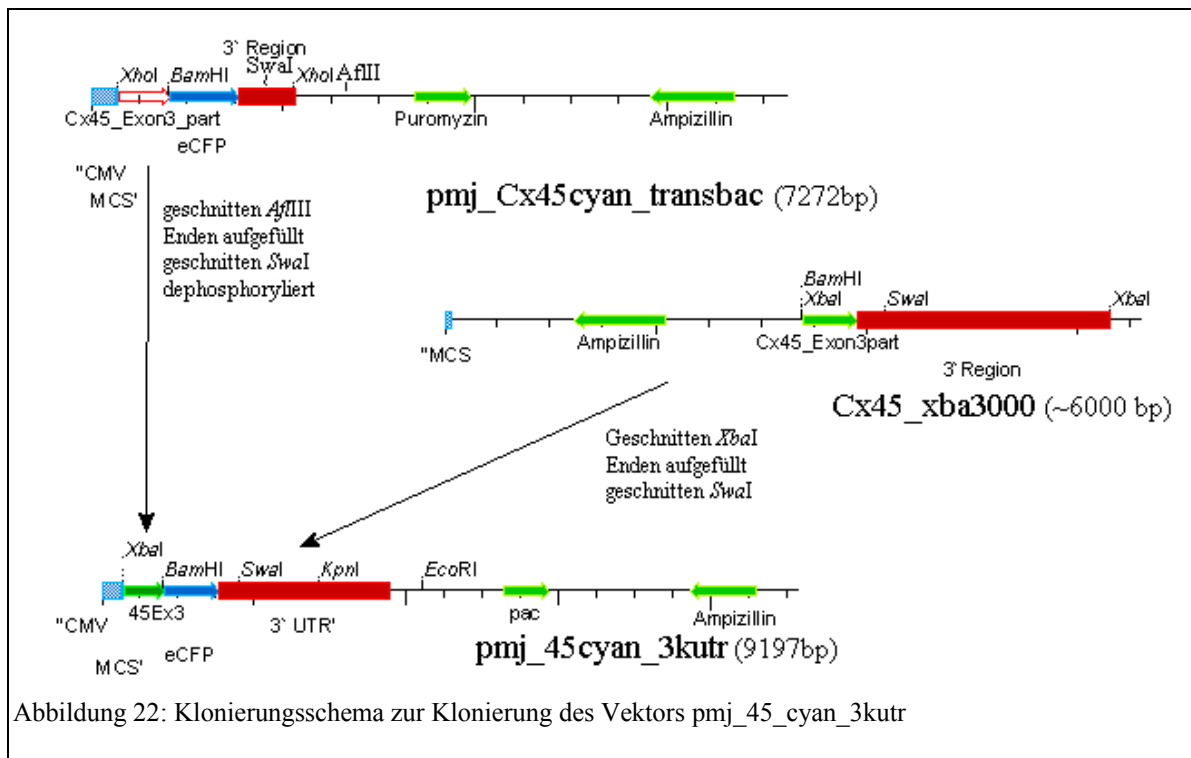 3` Region
SwaI
XhoI BamHI XhoI AflII
Cx45_Exon3_part
eCFP
Puromyzin
Ampizillin
"CMV
MCS'
pmj_Cx45cyan_transbac (7272bp)
geschnitten AflIII
Enden aufgefüllt
geschnitten SwaI
dephosphoryliert
BamHI
XbaI SwaI XbaI
"MCS
Ampizillin
Cx45_Exon3part
3` Region
Cx45_xba3000 (~6000 bp)
Geschnitten XbaI
Enden aufgefüllt
geschnitten SwaI
XbaI
BamHI SwaI KpnI EcoRI
45Ex3
"CMV
MCS'
eCFP
3` UTR'
pac
Ampizillin
pmj_45cyan_3kutr (9197bp)
Abbildung 22: Klonierungsschema zur Klonierung des Vektors pmj_45_cyan_3kutr